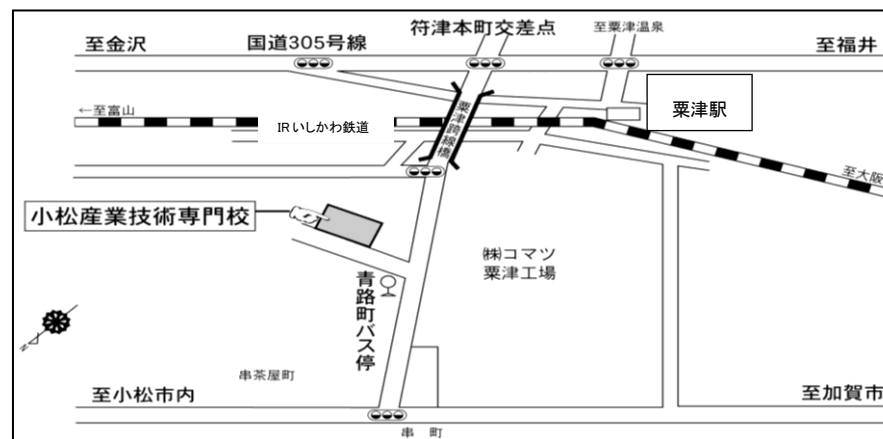 符津本町交差点
至金沢
国道305号線
至粟津温泉
至福井
←至富山
IRいしかわ鉄道
粟津跨線橋
粟津駅
至大阪
小松産業技術専門校
㈱コマツ
粟津工場
青路町バス停
N
串茶屋町
至小松市内
至加賀市
串 町